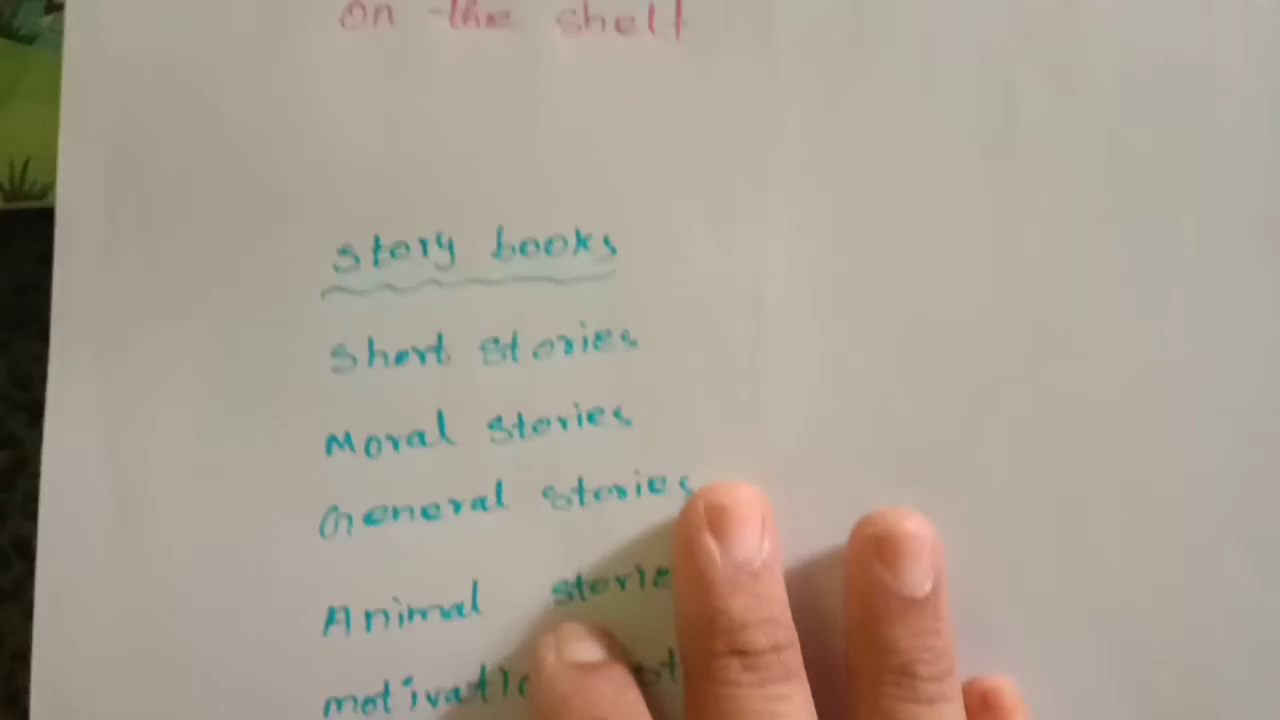 on the shelf
story books
short stories
Moral stories
General stories
Animal